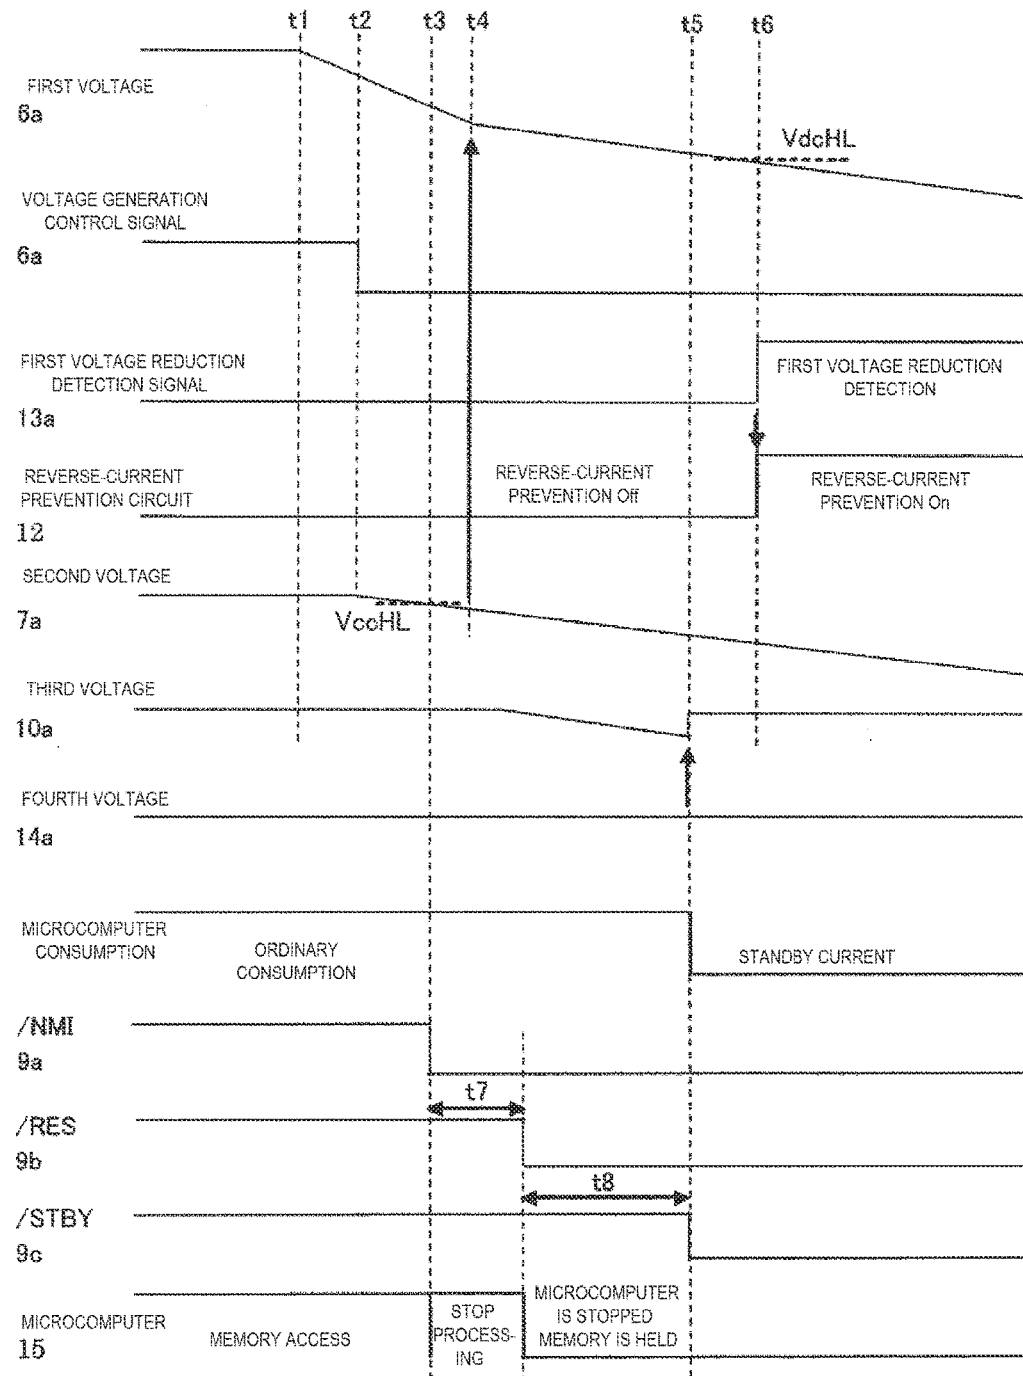 t1 t2 t3 t4 t5 t6
FIRST VOLTAGE
6a
VdcHL
VOLTAGE GENERATION
CONTROL SIGNAL
6a
FIRST VOLTAGE REDUCTION
DETECTION SIGNAL
13a
FIRST VOLTAGE REDUCTION
DETECTION
REVERSE-CURRENT
PREVENTION CIRCUIT
12
REVERSE-CURRENT
PREVENTION Off
REVERSE-CURRENT
PREVENTION On
SECOND VOLTAGE
7a
VccHL
THIRD VOLTAGE
10a
FOURTH VOLTAGE
14a
MICROCOMPUTER
CONSUMPTION
ORDINARY
CONSUMPTION
STANDBY CURRENT
/NMI
9a
t7
/RES
9b
t8
/STBY
9c
MICROCOMPUTER
15
MEMORY ACCESS
STOP
PROCESS-
ING
MICROCOMPUTER
IS STOPPED
MEMORY IS HELD